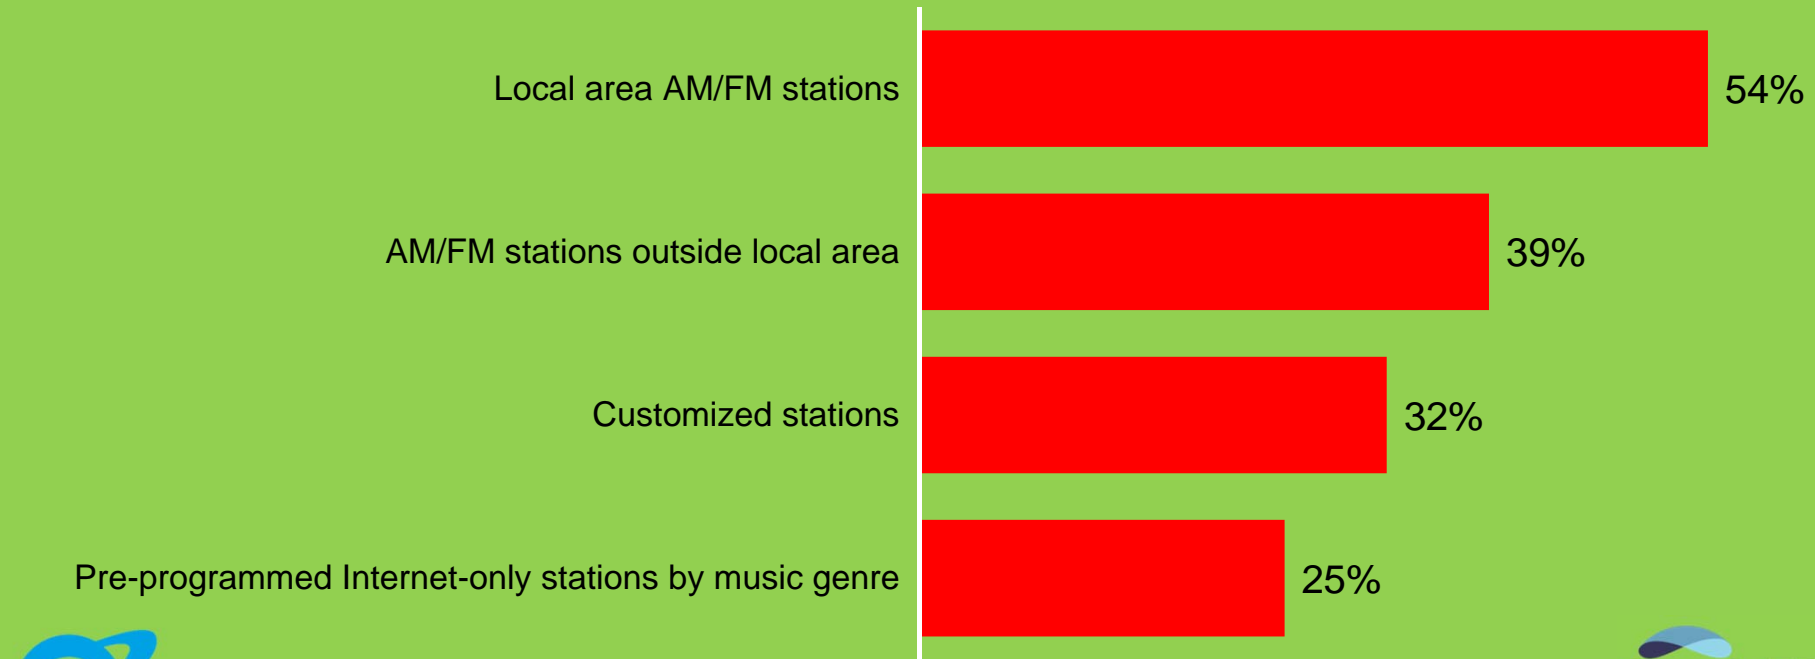 Local area AM/FM stations 54%
AM/FM stations outside local area 39%
Customized stations 32%
Pre-programmed Internet-only stations by music genre 25%